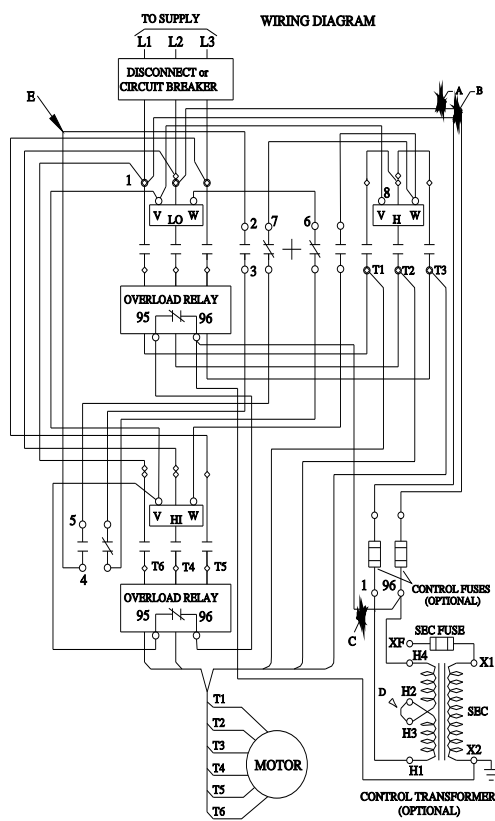 TO SUPPLY
WIRING DIAGRAM
L1 L2 L3
DISCONNECT or
CIRCUIT BREAKER
E
A
B
1
8
V LO W
V H W
2 7 6
3
T1 T2 T3
OVERLOAD RELAY
95 96
V HI W
5
4
T6 T4 T5
OVERLOAD RELAY
95 96
1 96
CONTROL FUSES
(OPTIONAL)
C
SEC FUSE
XF
H4
X1
D
H2
H3
SEC
X2
H1
T1
T2
T3
T4
T5
T6
MOTOR
CONTROL TRANSFORMER
(OPTIONAL)